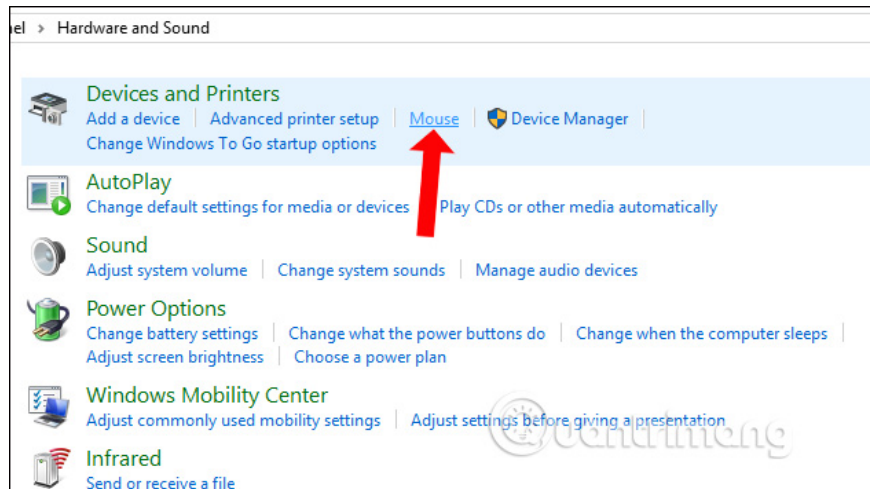 el > Hardware and Sound
Devices and Printers
Add a device | Advanced printer setup | Mouse | Device Manager |
Change Windows To Go startup options
AutoPlay
Change default settings for media or devices Play CDs or other media automatically
Sound
Adjust system volume | Change system sounds | Manage audio devices
Power Options
Change battery settings | Change what the power buttons do | Change when the computer sleeps |
Adjust screen brightness | Choose a power plan
Windows Mobility Center
Adjust commonly used mobility settings | Adjust settings before giving a presentation
Quantrimang
Infrared
Send or receive a file